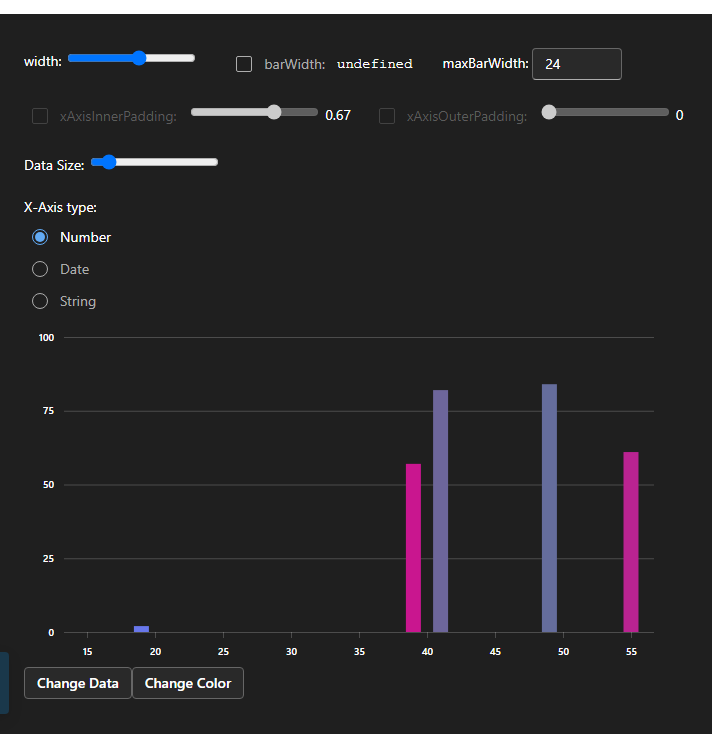 width: barWidth: undefined maxBarWidth: 24
xAxisInnerPadding: 0.67 xAxisOuterPadding: 0
Data Size:
X-Axis type:
Number
Date
String
100
75
50
25
0
15 20 25 30 35 40 45 50 55
Change Data Change Color